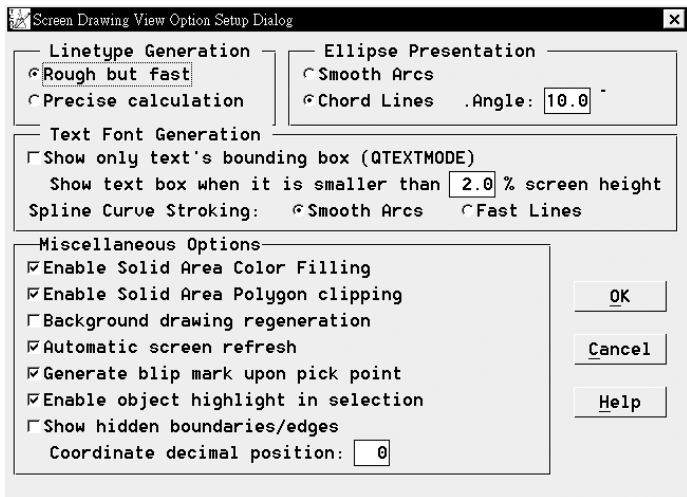 Screen Drawing View Option Setup Dialog
Linetype Generation
Rough but fast
Precise calculation
Ellipse Presentation
Smooth Arcs
Chord Lines .Angle: 10.0 -
Text Font Generation
Show only text's bounding box (QTEXTMODE)
Show text box when it is smaller than 2.0 % screen height
Spline Curve Stroking: Smooth Arcs Fast Lines
Miscellaneous Options
Enable Solid Area Color Filling
Enable Solid Area Polygon clipping
Background drawing regeneration
Automatic screen refresh
Generate blip mark upon pick point
Enable object highlight in selection
Show hidden boundaries/edges
Coordinate decimal position: 0
OK
Cancel
Help